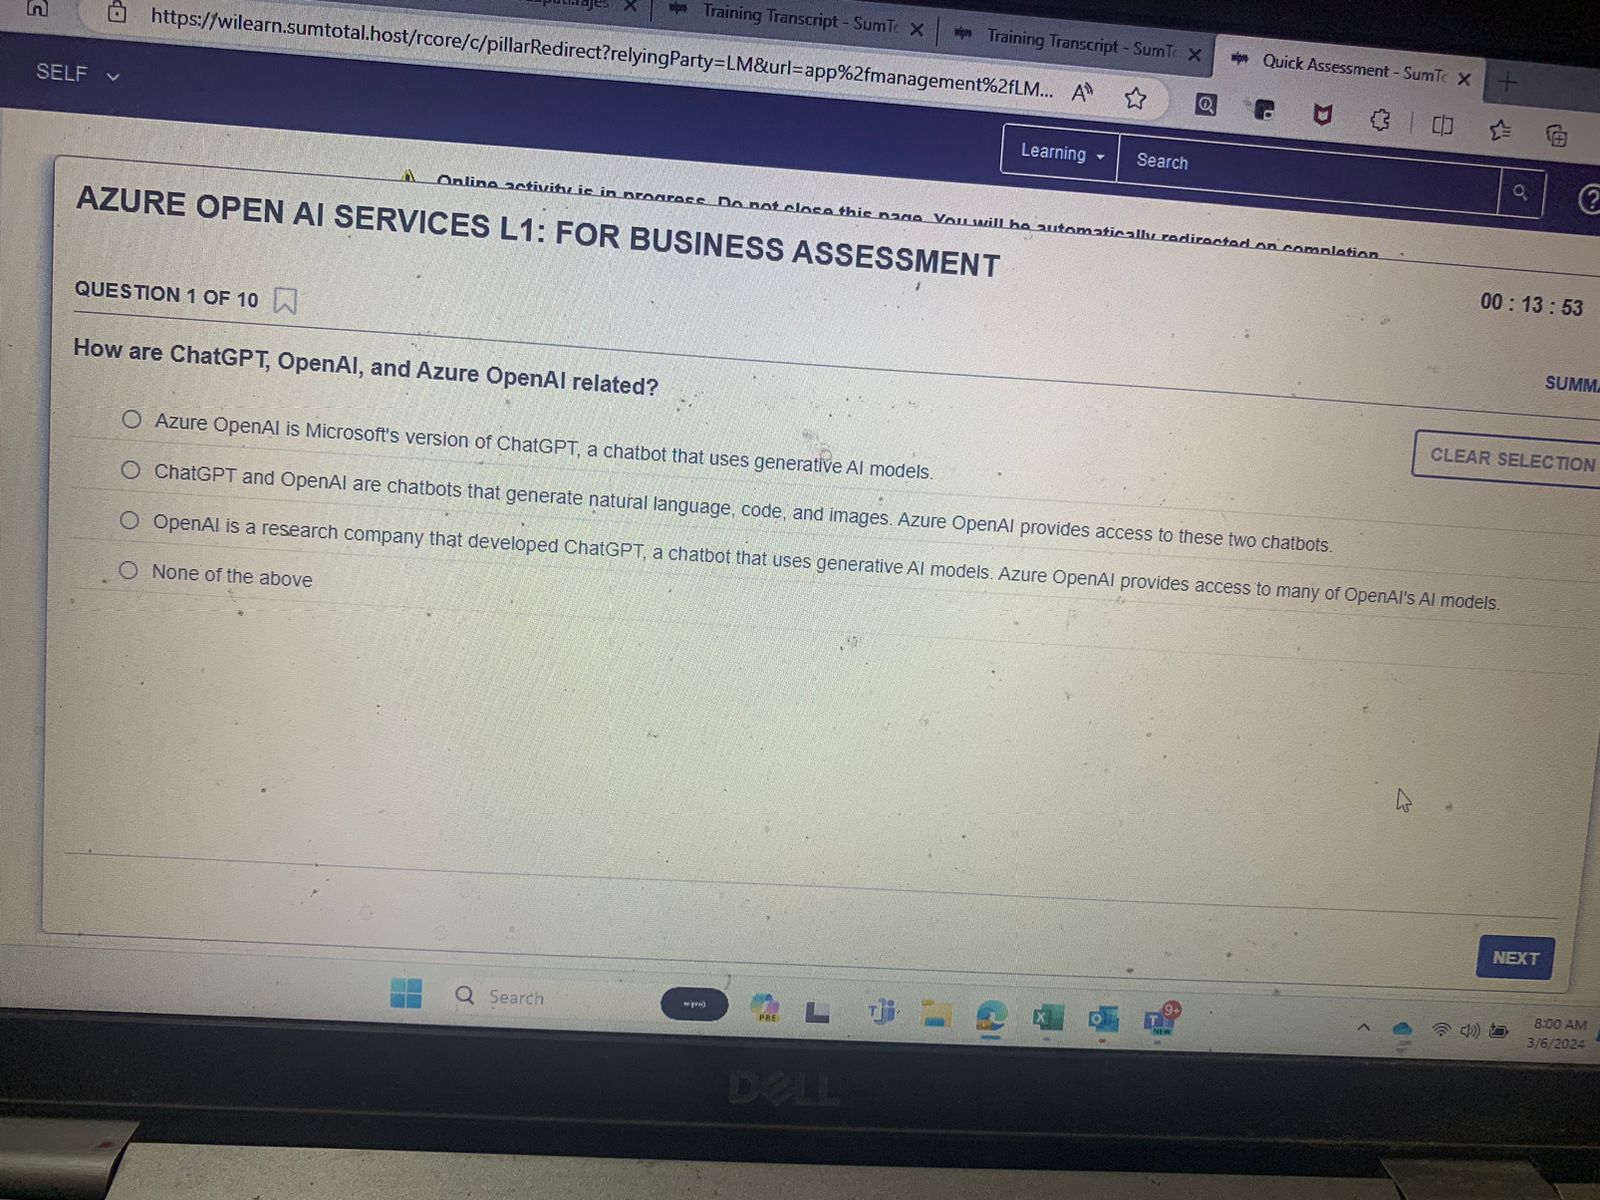 Training Transcript - SumTc
Training Transcript - SumTc
Quick Assessment - SumTc
https://wilearn.sumtotal.host/rcore/c/pillarRedirect?relyingParty=LM&url=app%2fmanagement%2fLM...
SELF
Learning
Search
Online activity is in progress. Do not close this page. You will be automatically redirected on completion.
AZURE OPEN AI SERVICES L1: FOR BUSINESS ASSESSMENT
00 : 13 : 53
QUESTION 1 OF 10
How are ChatGPT, OpenAI, and Azure OpenAI related?
CLEAR SELECTION
Azure OpenAI is Microsoft's version of ChatGPT, a chatbot that uses generative AI models.
ChatGPT and OpenAI are chatbots that generate natural language, code, and images. Azure OpenAI provides access to these two chatbots.
OpenAI is a research company that developed ChatGPT, a chatbot that uses generative AI models. Azure OpenAI provides access to many of OpenAI's AI models.
None of the above
NEXT
Search
PRE
NEW
9+
8:00 AM
3/6/2024
DELL